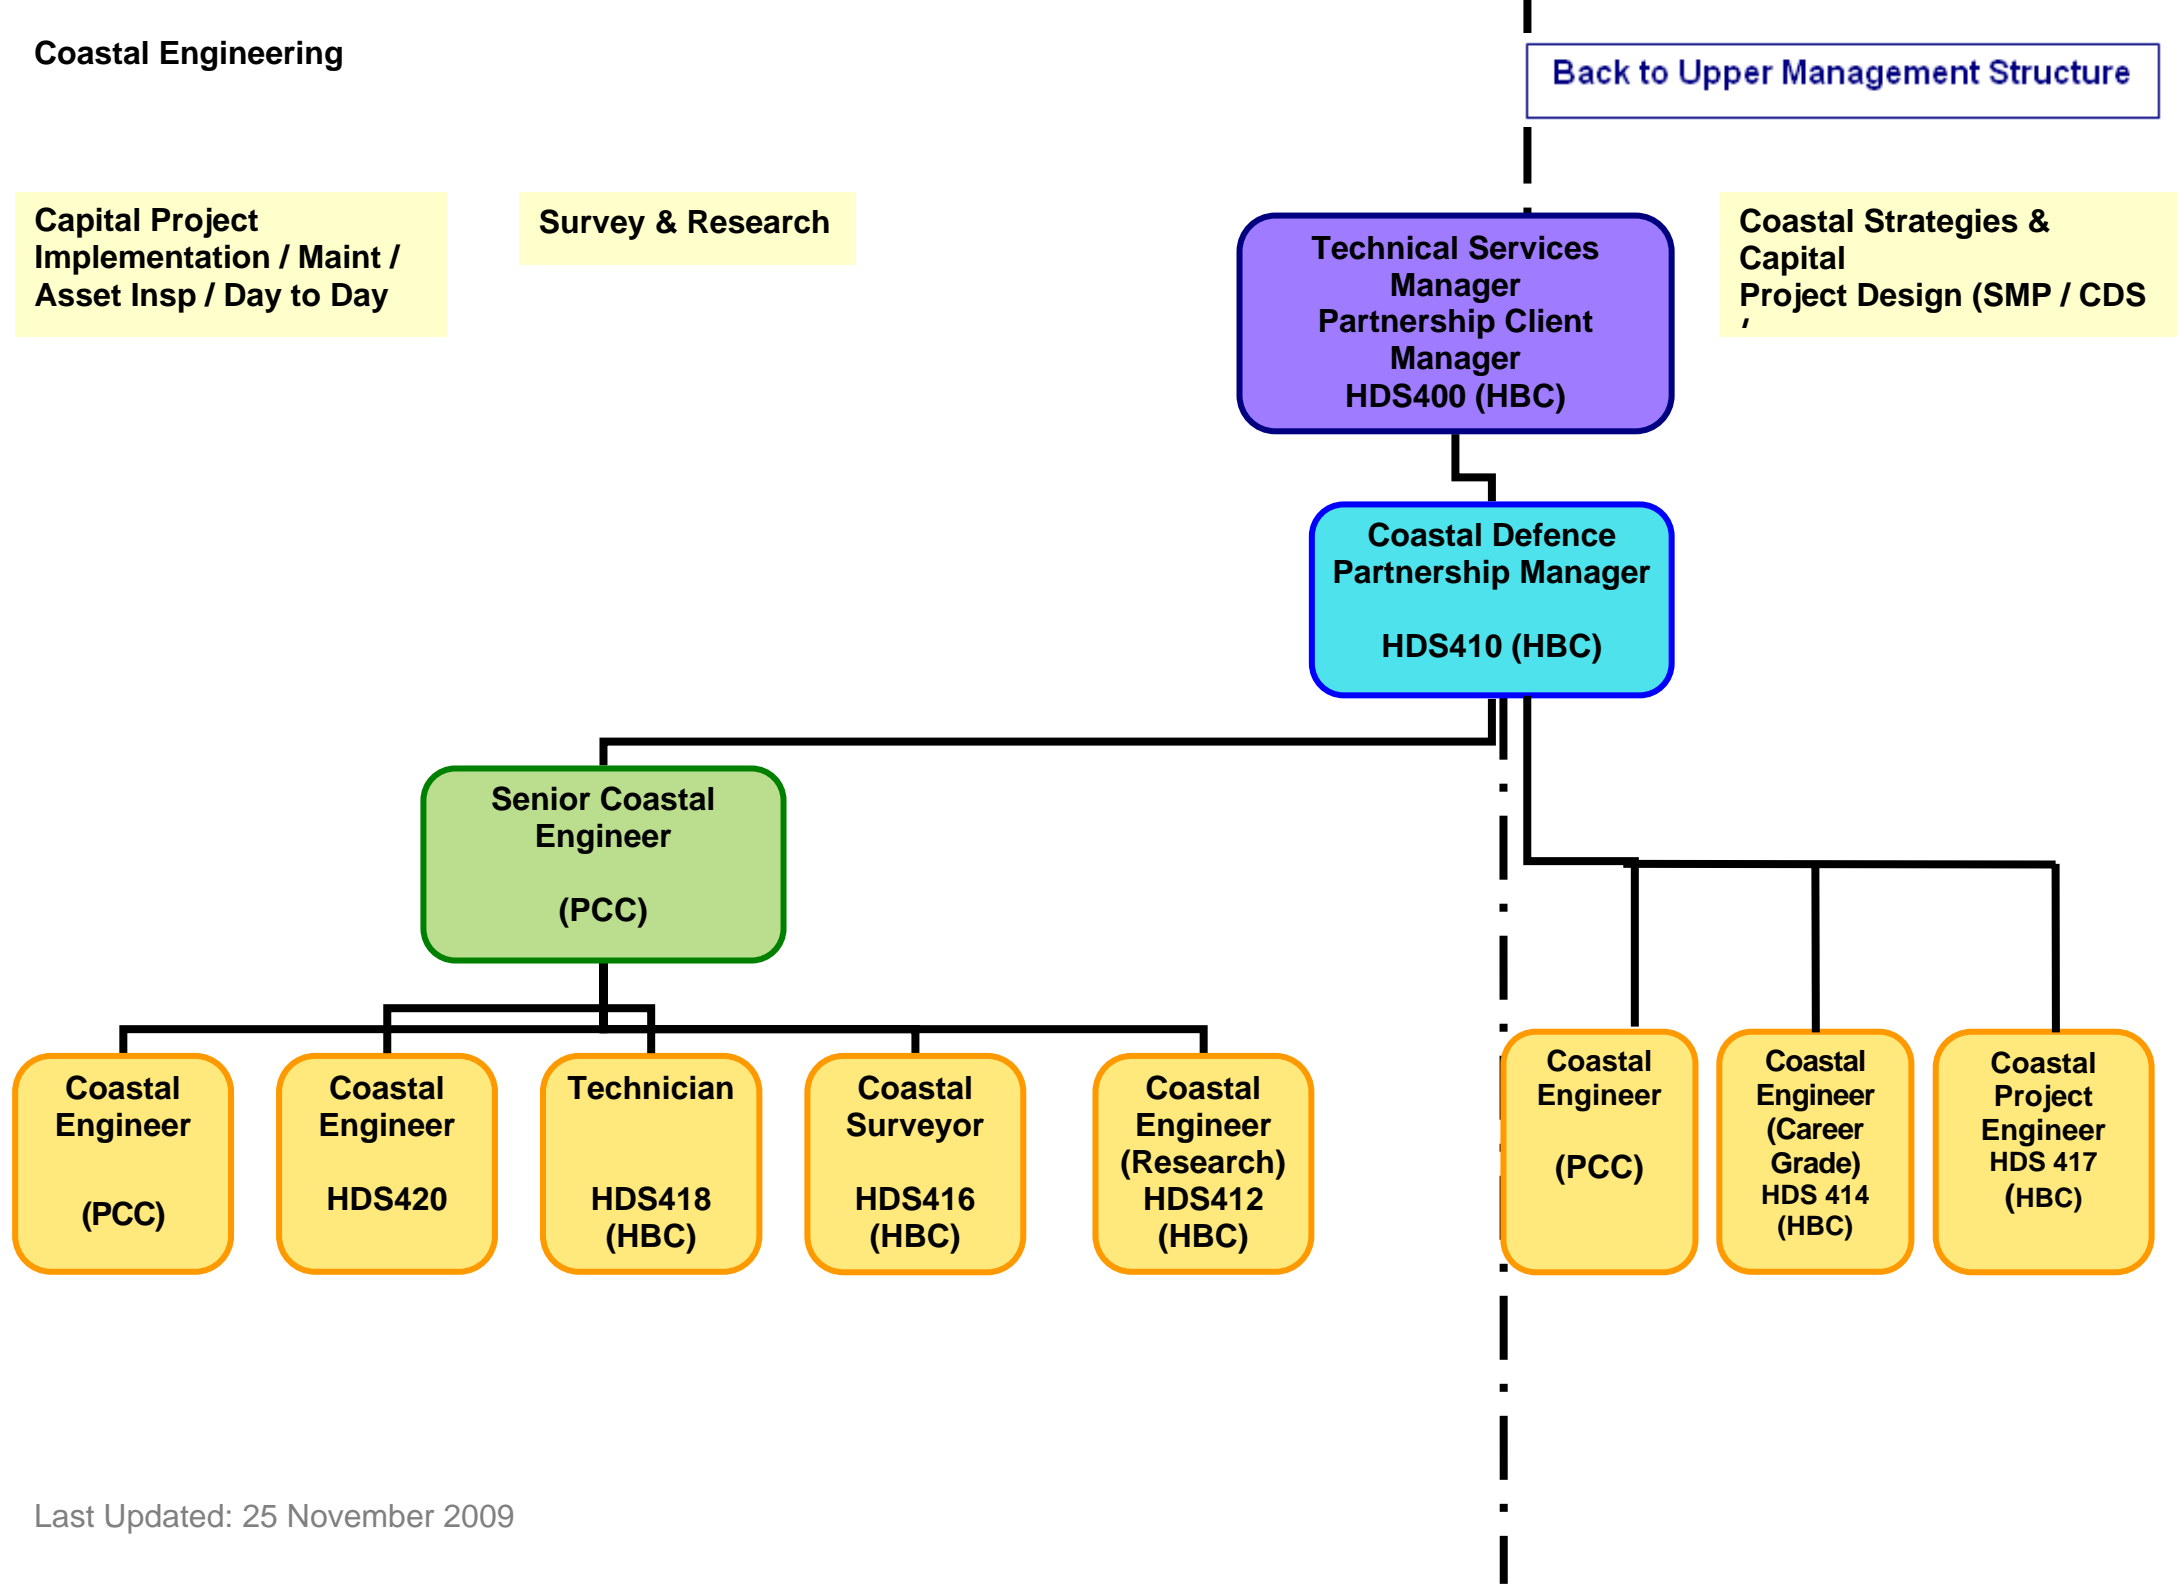 Coastal Engineering
Back to Upper Management Structure
Capital Project
Implementation / Maint /
Asset Insp / Day to Day
Survey & Research
Technical Services
Manager
Partnership Client
Manager
HDS400 (HBC)
Coastal Strategies &
Capital
Project Design (SMP / CDS
/
Coastal Defence
Partnership Manager
HDS410 (HBC)
Senior Coastal
Engineer
(PCC)
Coastal
Engineer
(PCC)
Coastal
Engineer
HDS420
Technician
HDS418
(HBC)
Coastal
Surveyor
HDS416
(HBC)
Coastal
Engineer
(Research)
HDS412
(HBC)
Coastal
Engineer
(PCC)
Coastal
Engineer
(Career
Grade)
HDS 414
(HBC)
Coastal
Project
Engineer
HDS 417
(HBC)
Last Updated: 25 November 2009